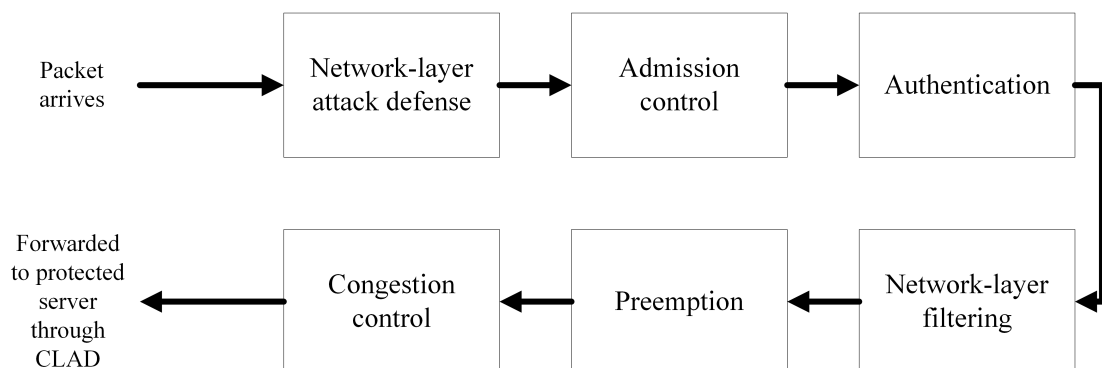 Packet
arrives
Network-layer
attack defense
Admission
control
Authentication
Network-layer
filtering
Preemption
Congestion
control
Forwarded
to protected
server
through
CLAD